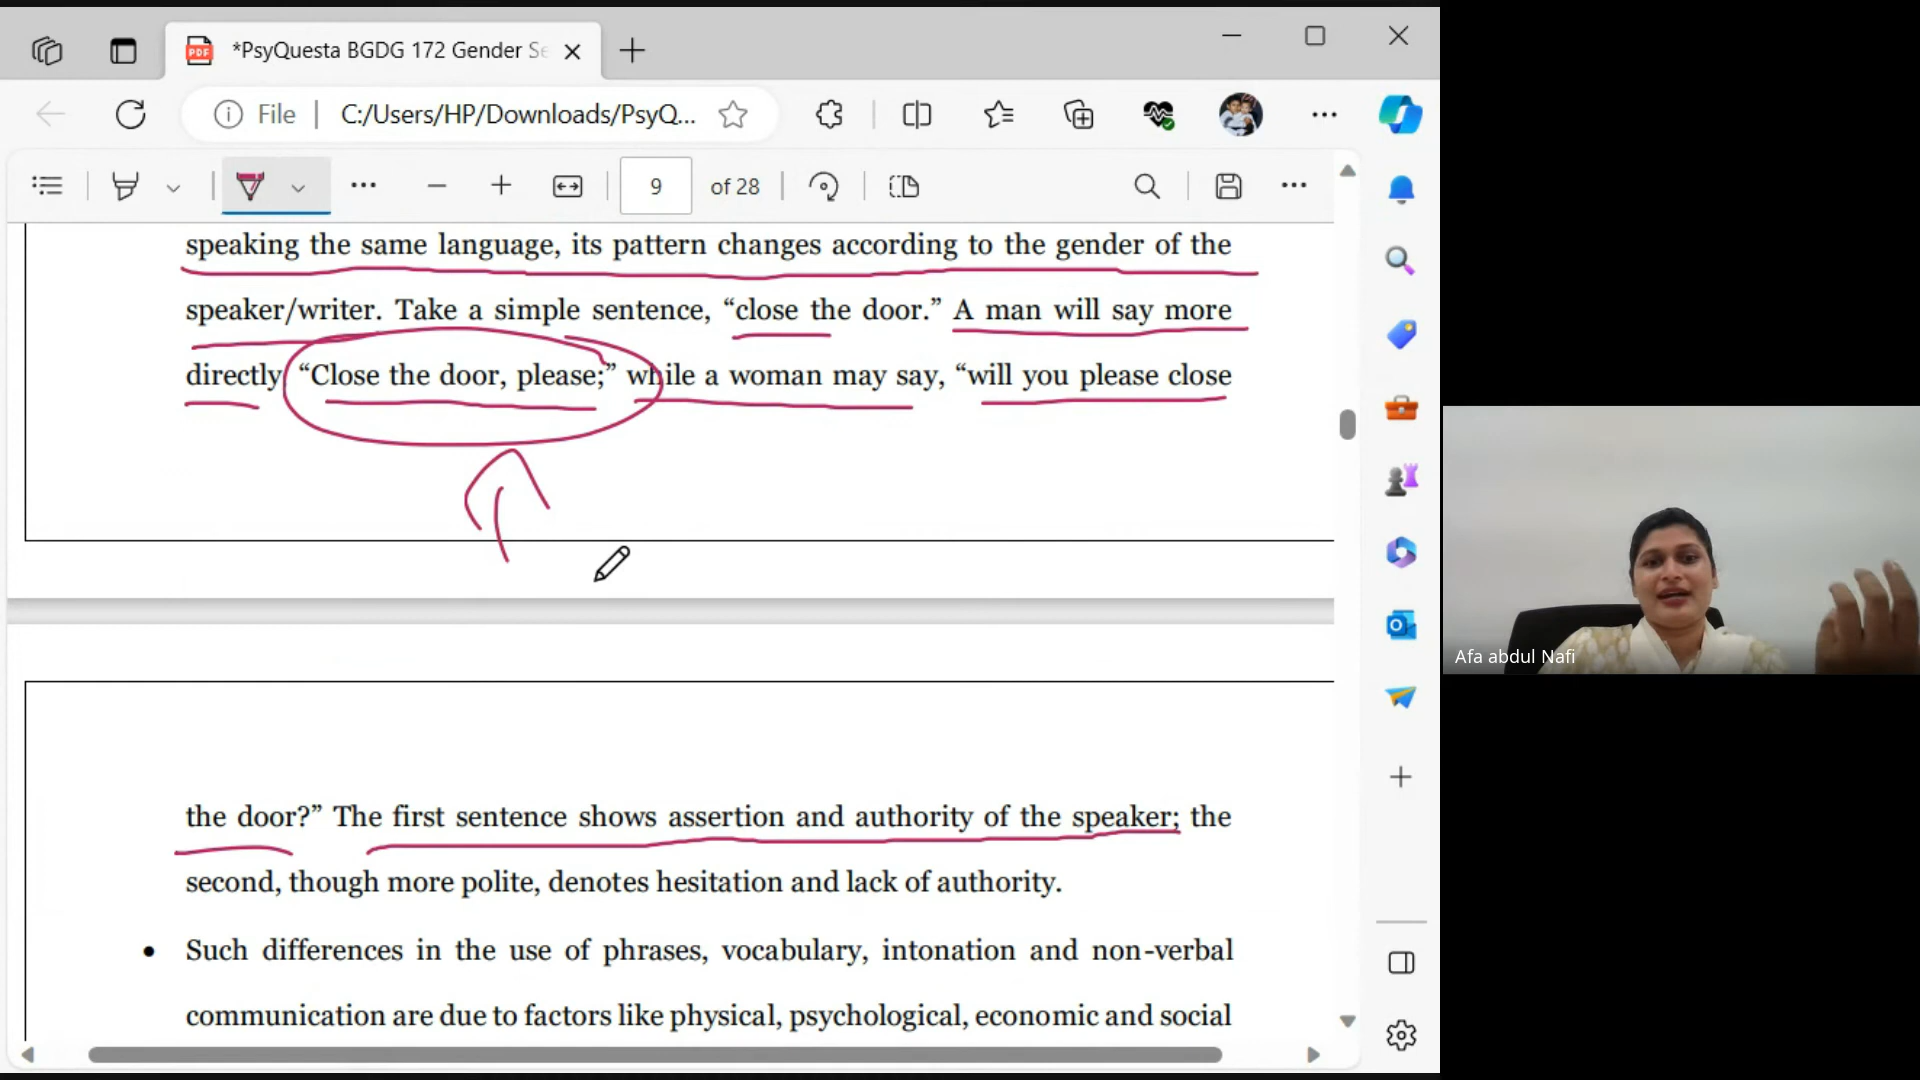 *PsyQuesta BGDG 172 Gender Se
File
C:/Users/HP/Downloads/PsyQ...
9 of 28
speaking the same language, its pattern changes according to the gender of the
speaker/writer. Take a simple sentence, “close the door.” A man will say more
directly “Close the door, please;” while a woman may say, “will you please close
the door?” The first sentence shows assertion and authority of the speaker; the
second, though more polite, denotes hesitation and lack of authority.
• Such differences in the use of phrases, vocabulary, intonation and non-verbal
communication are due to factors like physical, psychological, economic and social
Afa abdul Nafi